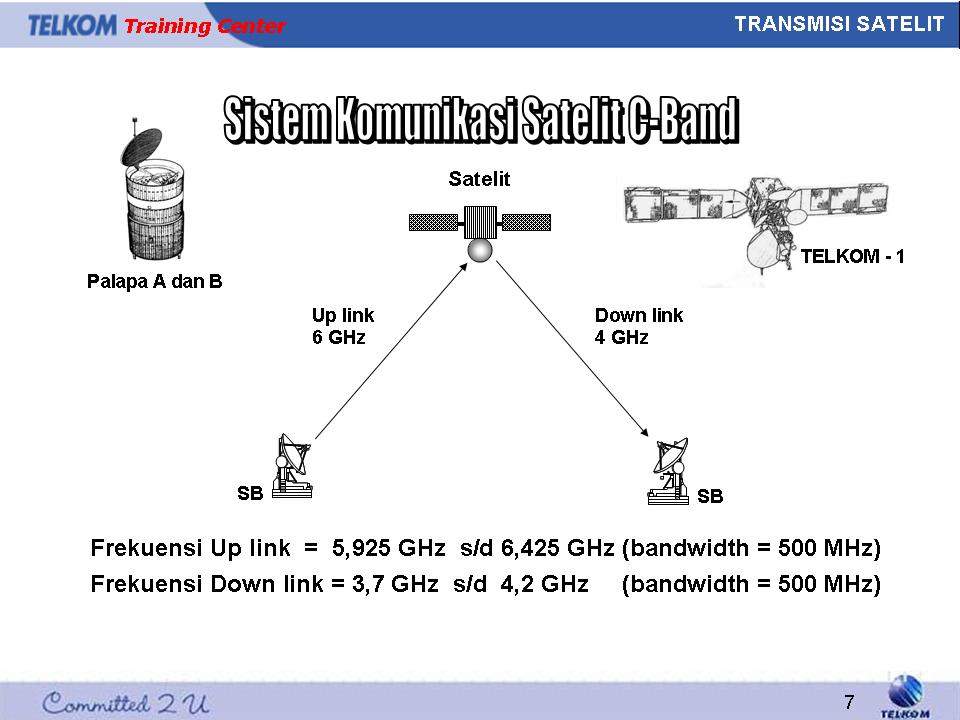 TELKOM Training Center
TRANSMISI SATELIT
Sistem Komunikasi Satelit C-Band
Satelit
TELKOM - 1
Palapa A dan B
Up link
6 GHz
Down link
4 GHz
SB
SB
Frekuensi Up link = 5,925 GHz s/d 6,425 GHz (bandwidth = 500 MHz)
Frekuensi Down link = 3,7 GHz s/d 4,2 GHz (bandwidth = 500 MHz)
Committed 2 U
7
TELKOM